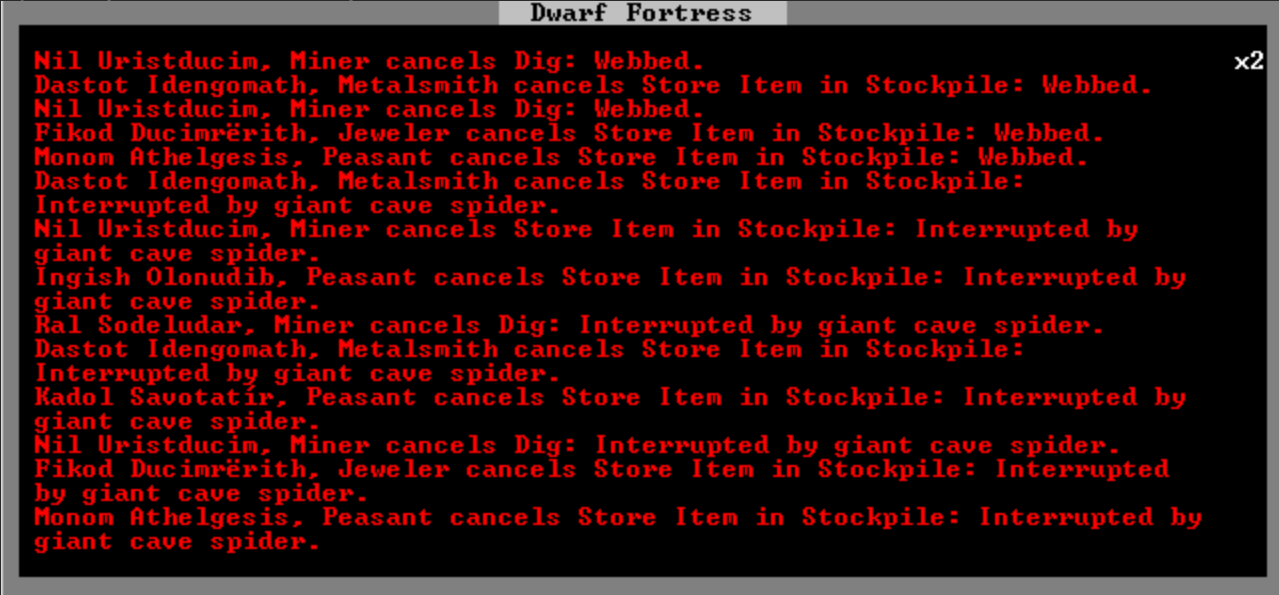 Dwarf Fortress
Nil Uristducim, Miner cancels Dig: Webbed. x2
Dastot Idengomath, Metalsmith cancels Store Item in Stockpile: Webbed.
Nil Uristducim, Miner cancels Dig: Webbed.
Fikod Ducimrërith, Jeweler cancels Store Item in Stockpile: Webbed.
Monom Athelgesis, Peasant cancels Store Item in Stockpile: Webbed.
Dastot Idengomath, Metalsmith cancels Store Item in Stockpile:
Interrupted by giant cave spider.
Nil Uristducim, Miner cancels Store Item in Stockpile: Interrupted by
giant cave spider.
Ingish Olonudib, Peasant cancels Store Item in Stockpile: Interrupted by
giant cave spider.
Ral Sodeludar, Miner cancels Dig: Interrupted by giant cave spider.
Dastot Idengomath, Metalsmith cancels Store Item in Stockpile:
Interrupted by giant cave spider.
Kadol Savotatír, Peasant cancels Store Item in Stockpile: Interrupted by
giant cave spider.
Nil Uristducim, Miner cancels Dig: Interrupted by giant cave spider.
Fikod Ducimrërith, Jeweler cancels Store Item in Stockpile: Interrupted
by giant cave spider.
Monom Athelgesis, Peasant cancels Store Item in Stockpile: Interrupted by
giant cave spider.